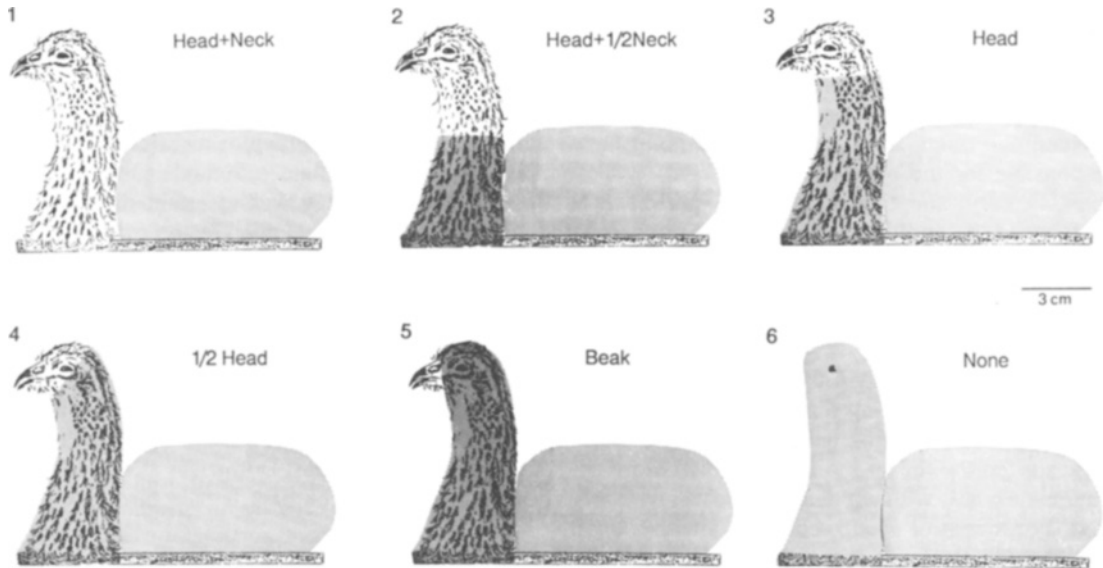 1
Head+Neck
2
Head+1/2Neck
3
Head
3 cm
4
1/2 Head
5
Beak
6
None